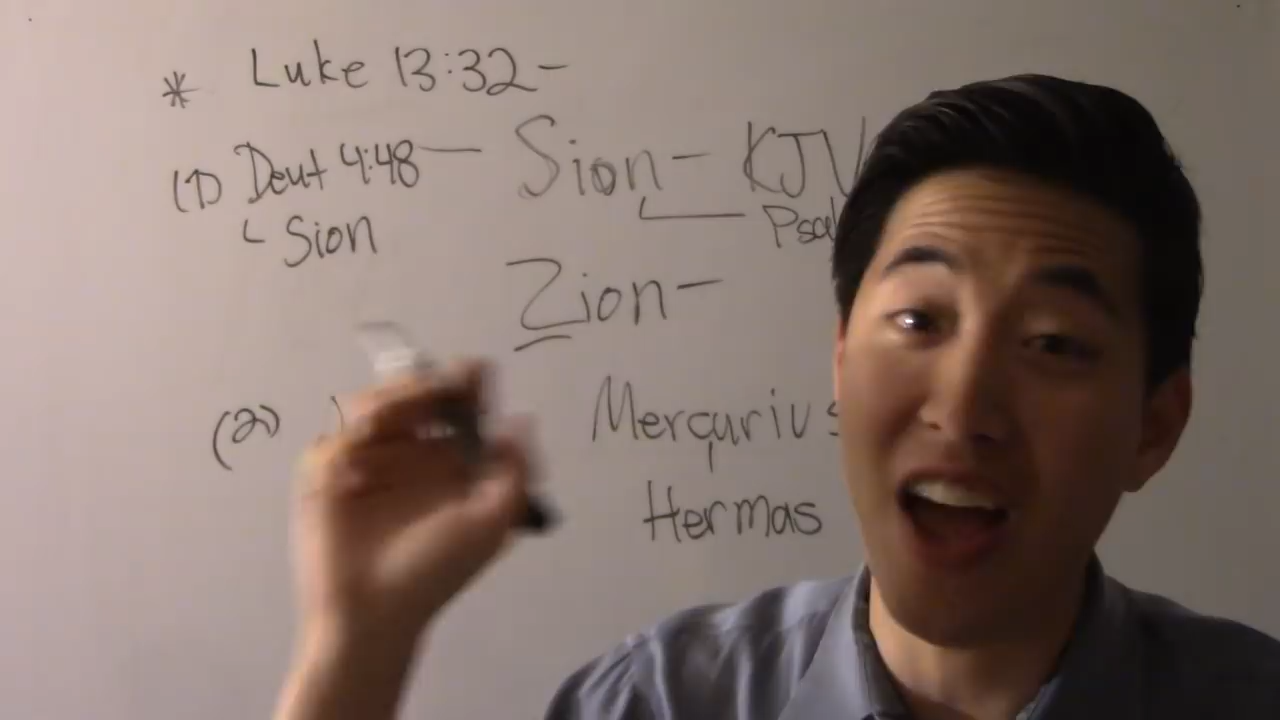 * Luke 13:32 -
(1) Deut 4:48 — Sion - KJV
Sion
Zion -
(2)
Mercurius
Hermas